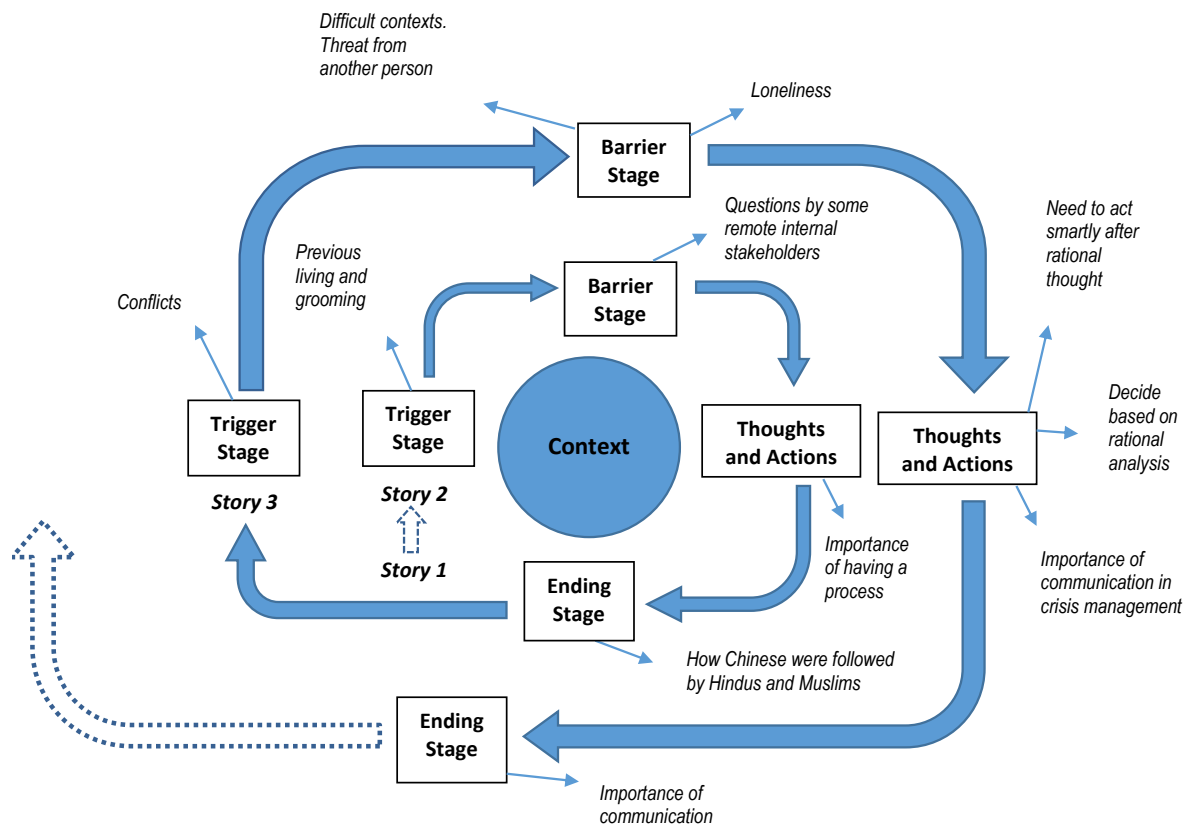 Difficult contexts.
Threat from
another person
Loneliness
Barrier
Stage
Need to act
smartly after
rational
thought
Questions by some
remote internal
stakeholders
Previous
living and
grooming
Conflicts
Barrier
Stage
Trigger
Stage
Story 3
Trigger
Stage
Story 2
Story 1
Context
Thoughts
and Actions
Thoughts
and Actions
Decide
based on
rational
analysis
Importance
of having a
process
Importance of
communication in
crisis management
Ending
Stage
How Chinese were followed
by Hindus and Muslims
Ending
Stage
Importance of
communication